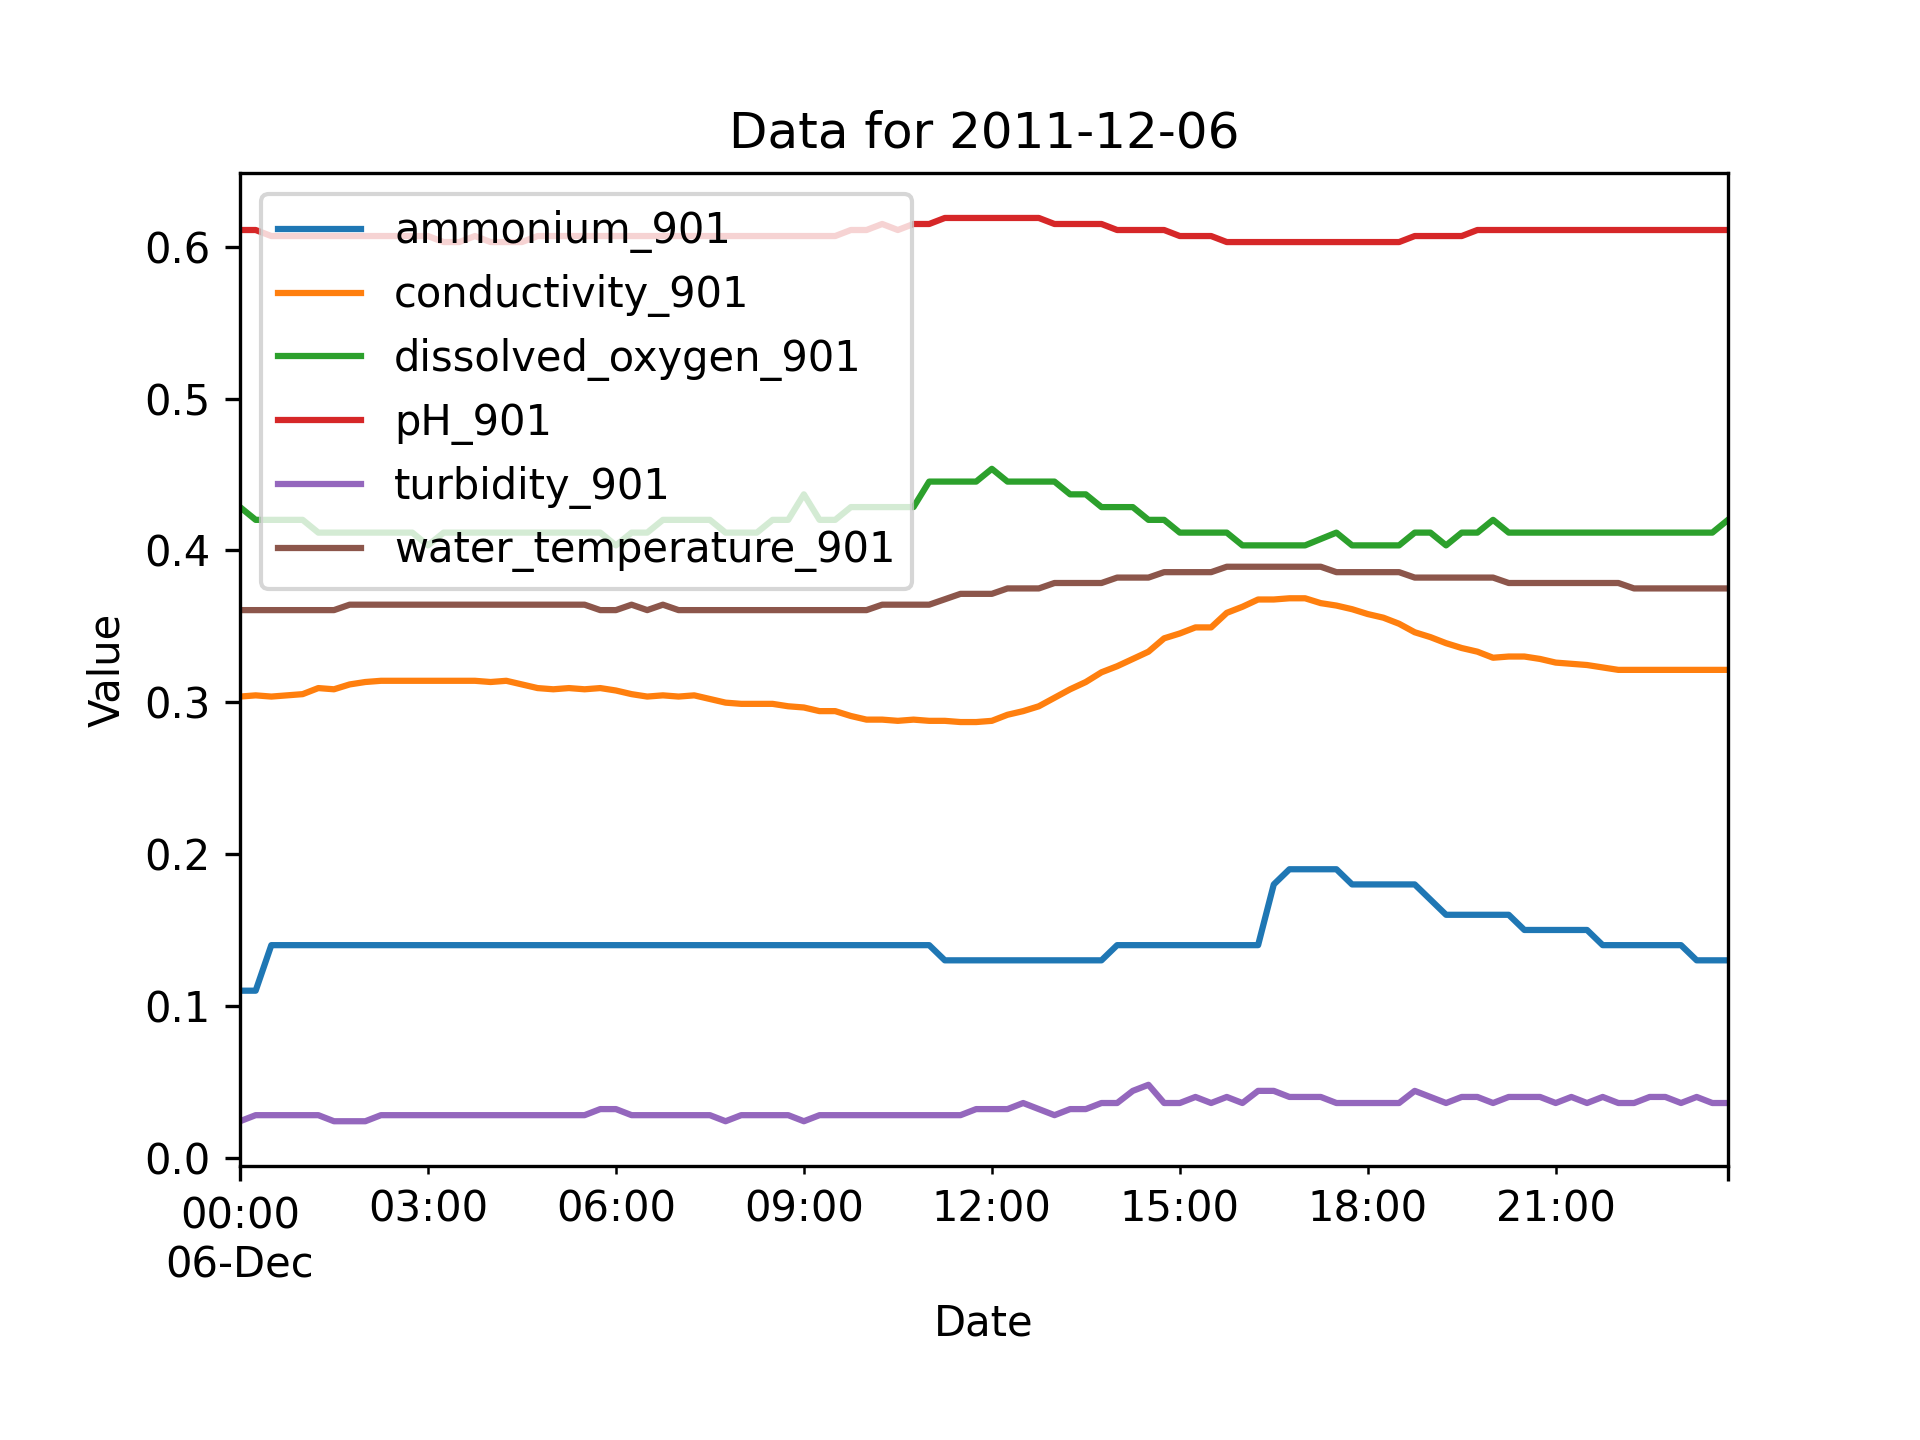 Data for 2011-12-06
ammonium_901
conductivity_901
dissolved_oxygen_901
pH_901
turbidity_901
water_temperature_901
0.6
0.5
0.4
0.3
0.2
0.1
0.0
Value
00:00 03:00 06:00 09:00 12:00 15:00 18:00 21:00
06-Dec
Date